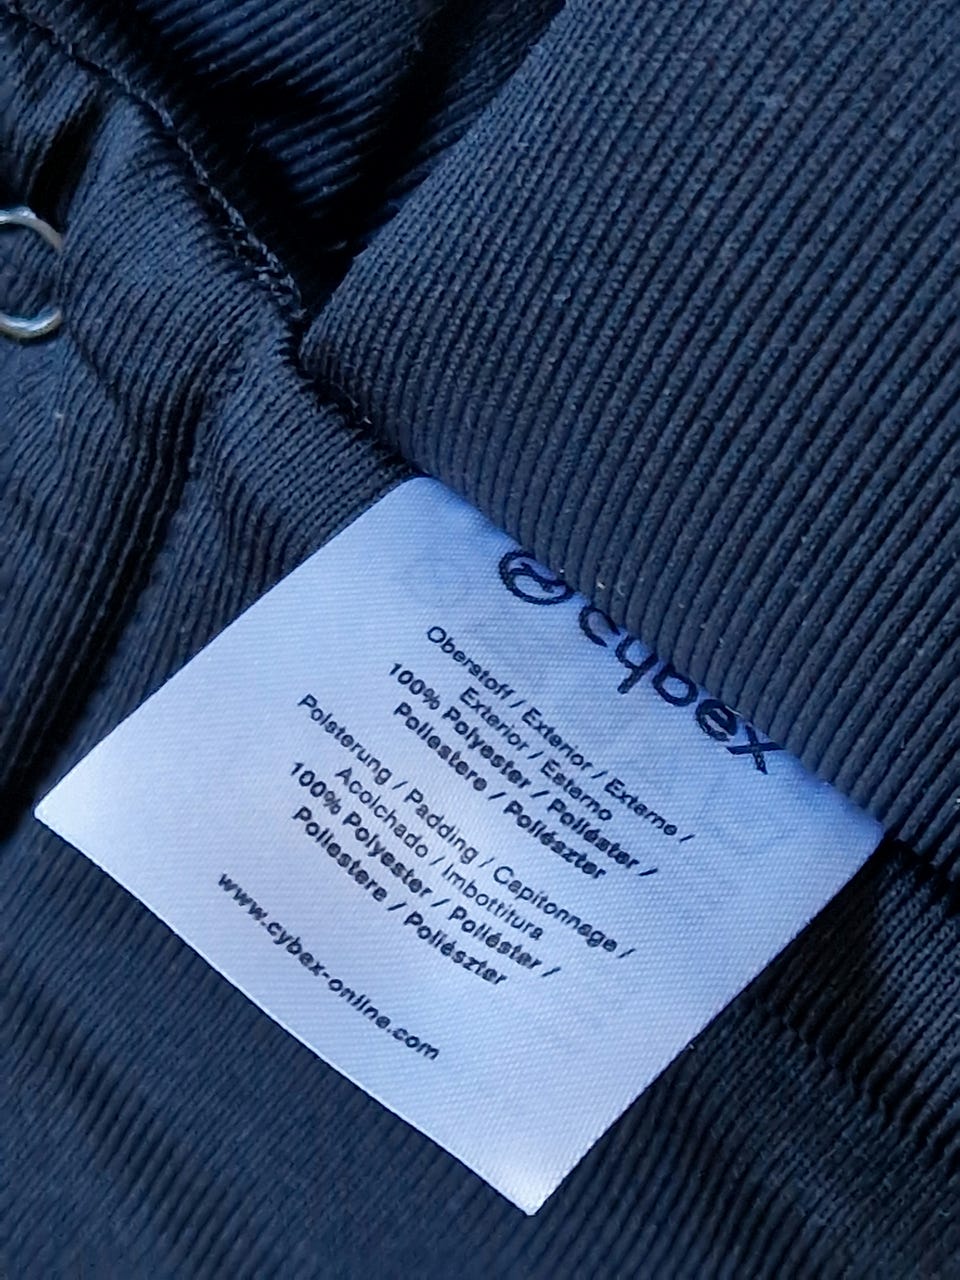 cybex
Oberstoff / Exterior / Externe /
Exterior / Esterno
100% Polyester / Poliéster /
Poliestere / Poliészter
Polsterung / Padding / Capitonnage /
Acolchado / Imbottitura
100% Polyester / Poliéster /
Poliestere / Poliészter
www.cybex-online.com